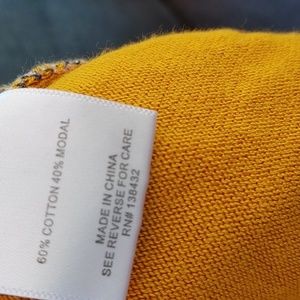 60% COTTON 40% MODAL
MADE IN CHINA
SEE REVERSE FOR CARE
RN# 138432